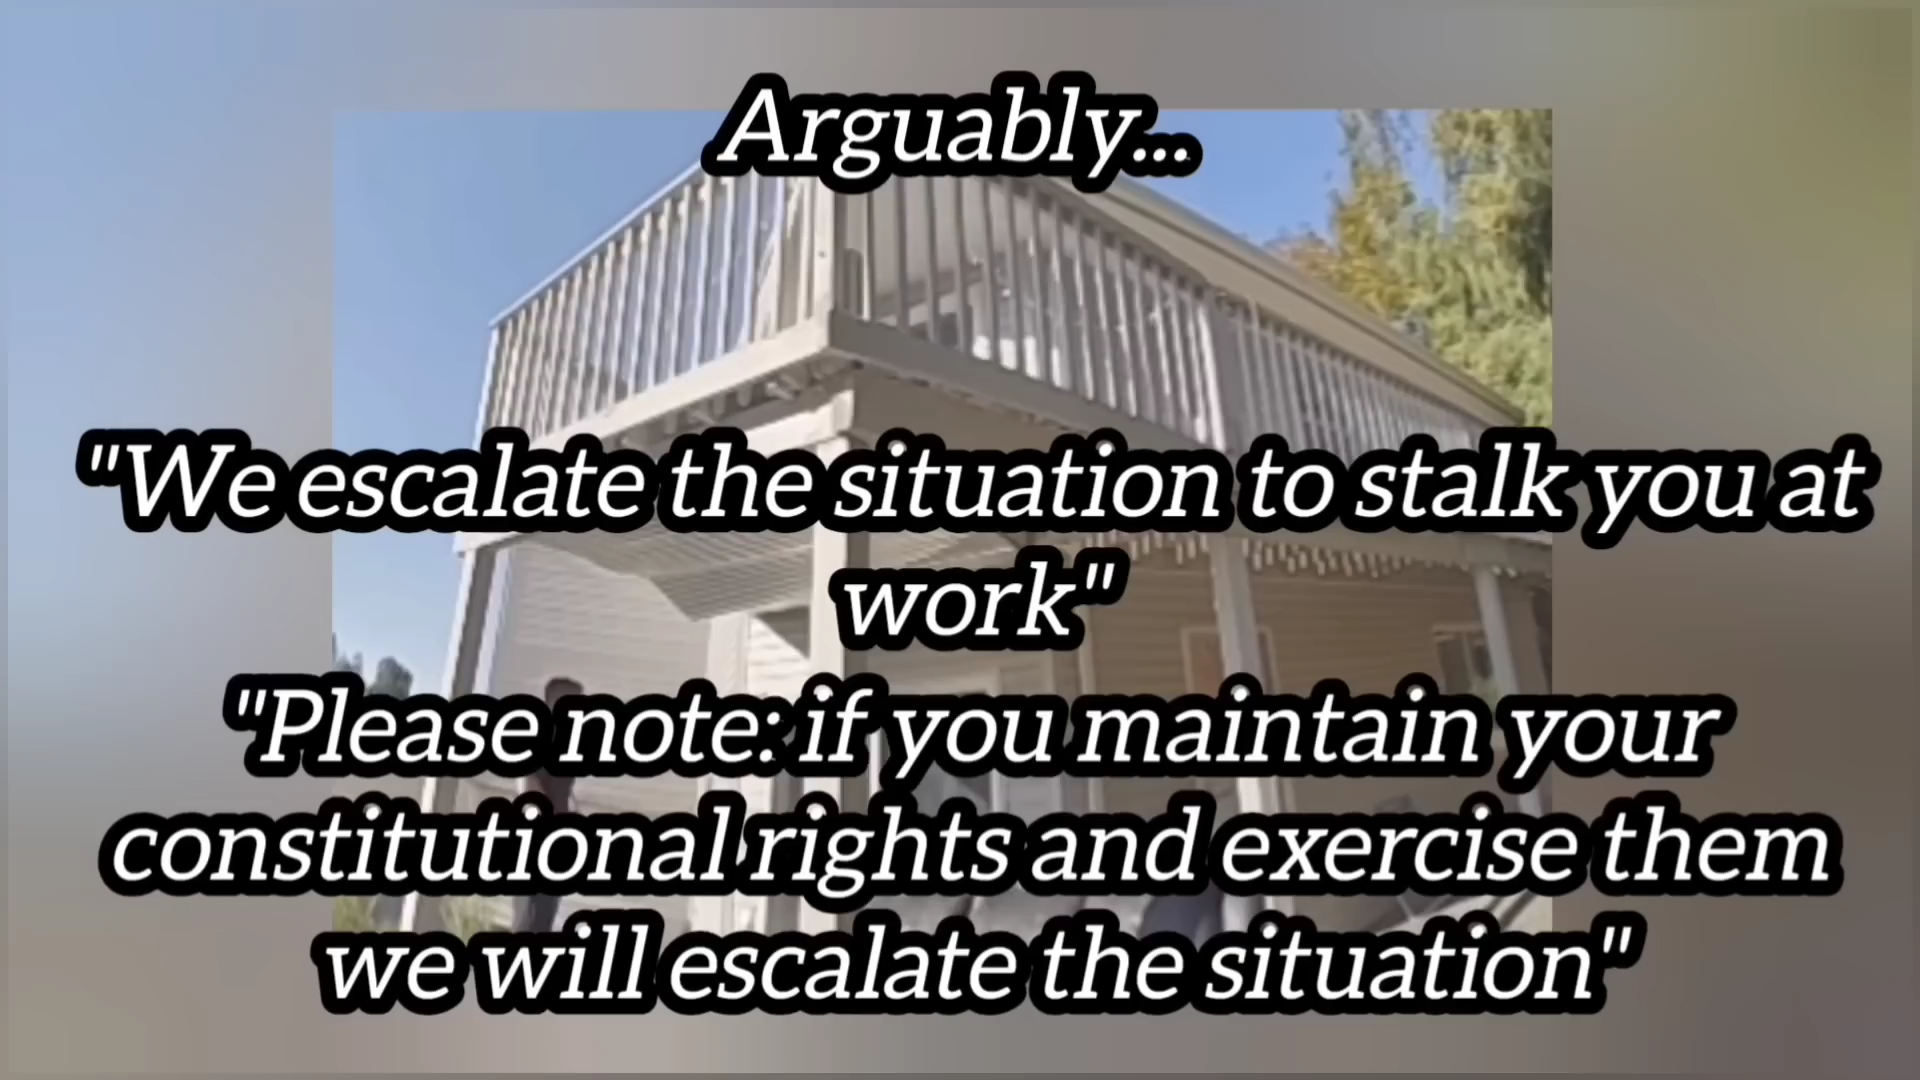 Arguably...
"We escalate the situation to stalk you at
work"
"Please note: if you maintain your
constitutional rights and exercise them
we will escalate the situation"